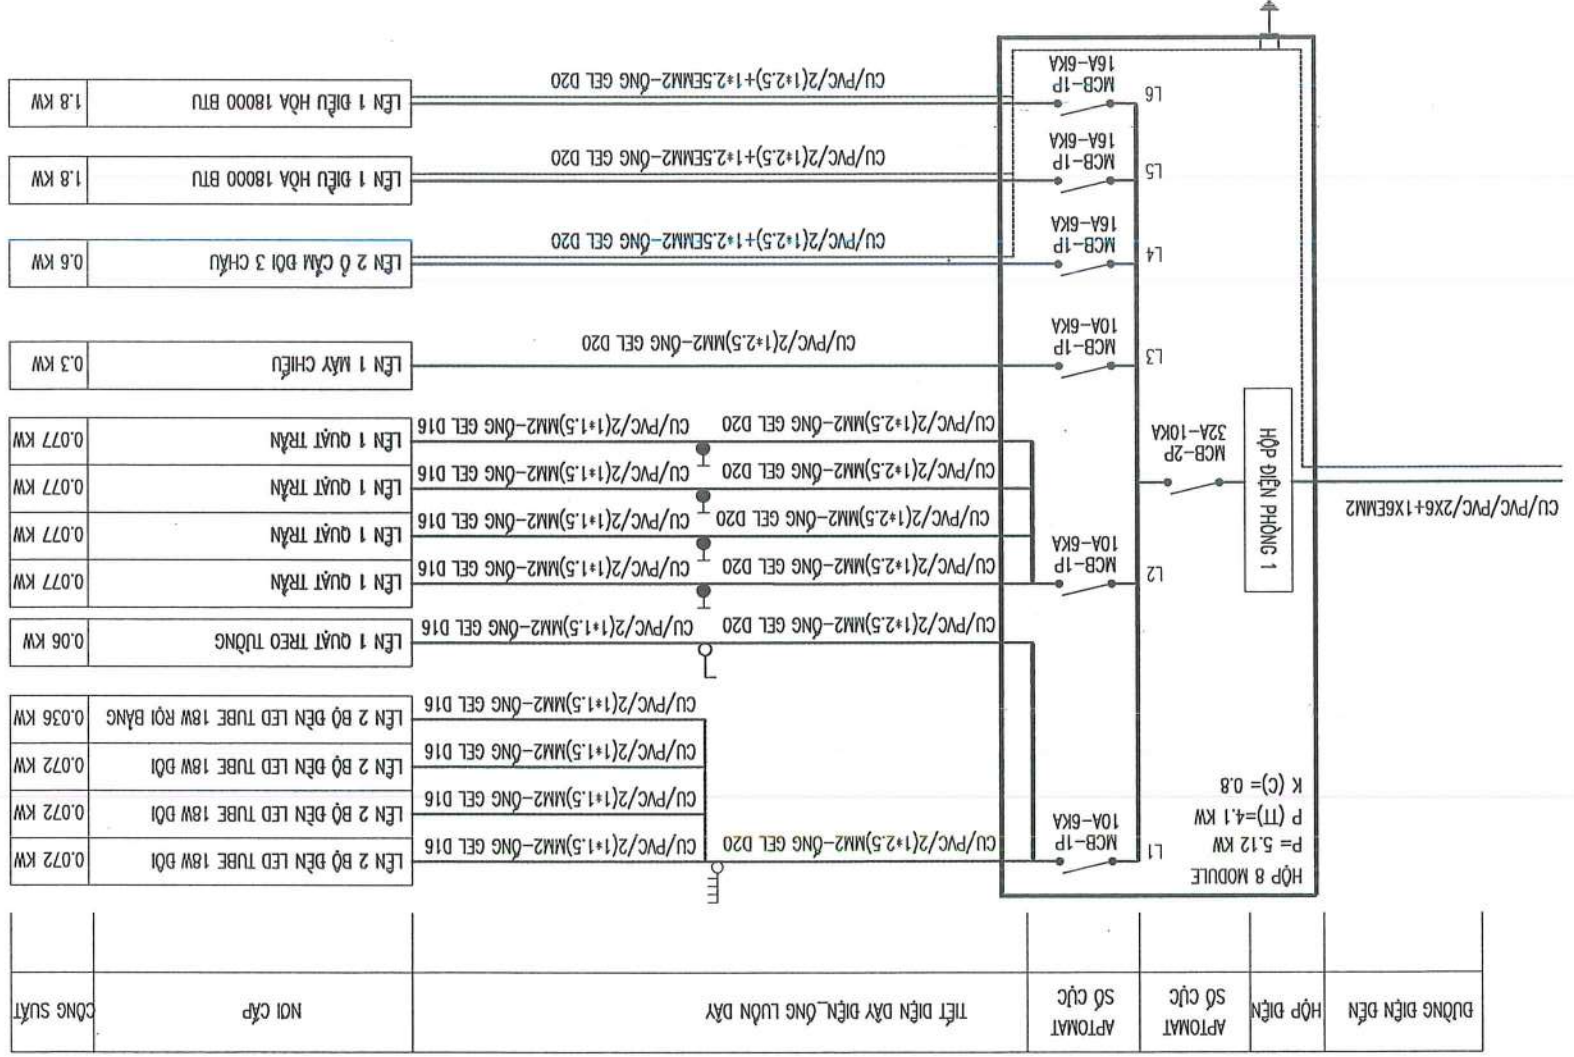 ĐƯỜNG ĐIỆN ĐẾN
HỘP ĐIỆN
APTOMAT
SỐ CỰC
APTOMAT
SỐ CỰC
TIẾT DIỆN DÂY ĐIỆN_ỐNG LUỒN DÂY
NƠI CẤP
CÔNG SUẤT
HỘP 8 MODULE
P= 5.12 KW
P (TT)=4.1 KW
K (C)= 0.8
L1
MCB-1P
10A-6KA
CU/PVC/2(1*2.5)MM2-ỐNG GEL D20
CU/PVC/2(1*1.5)MM2-ỐNG GEL D16
LÊN 2 BỘ ĐÈN LED TUBE 18W ĐÔI
0.072 KW
CU/PVC/2(1*1.5)MM2-ỐNG GEL D16
LÊN 2 BỘ ĐÈN LED TUBE 18W ĐÔI
0.072 KW
CU/PVC/2(1*1.5)MM2-ỐNG GEL D16
LÊN 2 BỘ ĐÈN LED TUBE 18W ĐÔI
0.072 KW
CU/PVC/2(1*1.5)MM2-ỐNG GEL D16
LÊN 2 BỘ ĐÈN LED TUBE 18W RỌI BẢNG
0.036 KW
CU/PVC/2(1*2.5)MM2-ỐNG GEL D20
CU/PVC/2(1*1.5)MM2-ỐNG GEL D16
LÊN 1 QUẠT TREO TƯỜNG
0.06 KW
L2
MCB-1P
10A-6KA
CU/PVC/2(1*2.5)MM2-ỐNG GEL D20
CU/PVC/2(1*1.5)MM2-ỐNG GEL D16
LÊN 1 QUẠT TRẦN
0.077 KW
CU/PVC/2(1*2.5)MM2-ỐNG GEL D20
CU/PVC/2(1*1.5)MM2-ỐNG GEL D16
LÊN 1 QUẠT TRẦN
0.077 KW
CU/PVC/2(1*2.5)MM2-ỐNG GEL D20
CU/PVC/2(1*1.5)MM2-ỐNG GEL D16
LÊN 1 QUẠT TRẦN
0.077 KW
CU/PVC/2(1*2.5)MM2-ỐNG GEL D20
CU/PVC/2(1*1.5)MM2-ỐNG GEL D16
LÊN 1 QUẠT TRẦN
0.077 KW
CU/PVC/PVC/2X6+1X6EMM2
HỘP ĐIỆN PHÒNG 1
MCB-2P
32A-10KA
L3
MCB-1P
10A-6KA
CU/PVC/2(1*2.5)MM2-ỐNG GEL D20
LÊN 1 MÁY CHIẾU
0.3 KW
L4
MCB-1P
16A-6KA
CU/PVC/2(1*2.5)+1*2.5EMM2-ỐNG GEL D20
LÊN 2 Ổ CẮM ĐÔI 3 CHẤU
0.6 KW
L5
MCB-1P
16A-6KA
CU/PVC/2(1*2.5)+1*2.5EMM2-ỐNG GEL D20
LÊN 1 ĐIỀU HÒA 18000 BTU
1.8 KW
L6
MCB-1P
16A-6KA
CU/PVC/2(1*2.5)+1*2.5EMM2-ỐNG GEL D20
LÊN 1 ĐIỀU HÒA 18000 BTU
1.8 KW